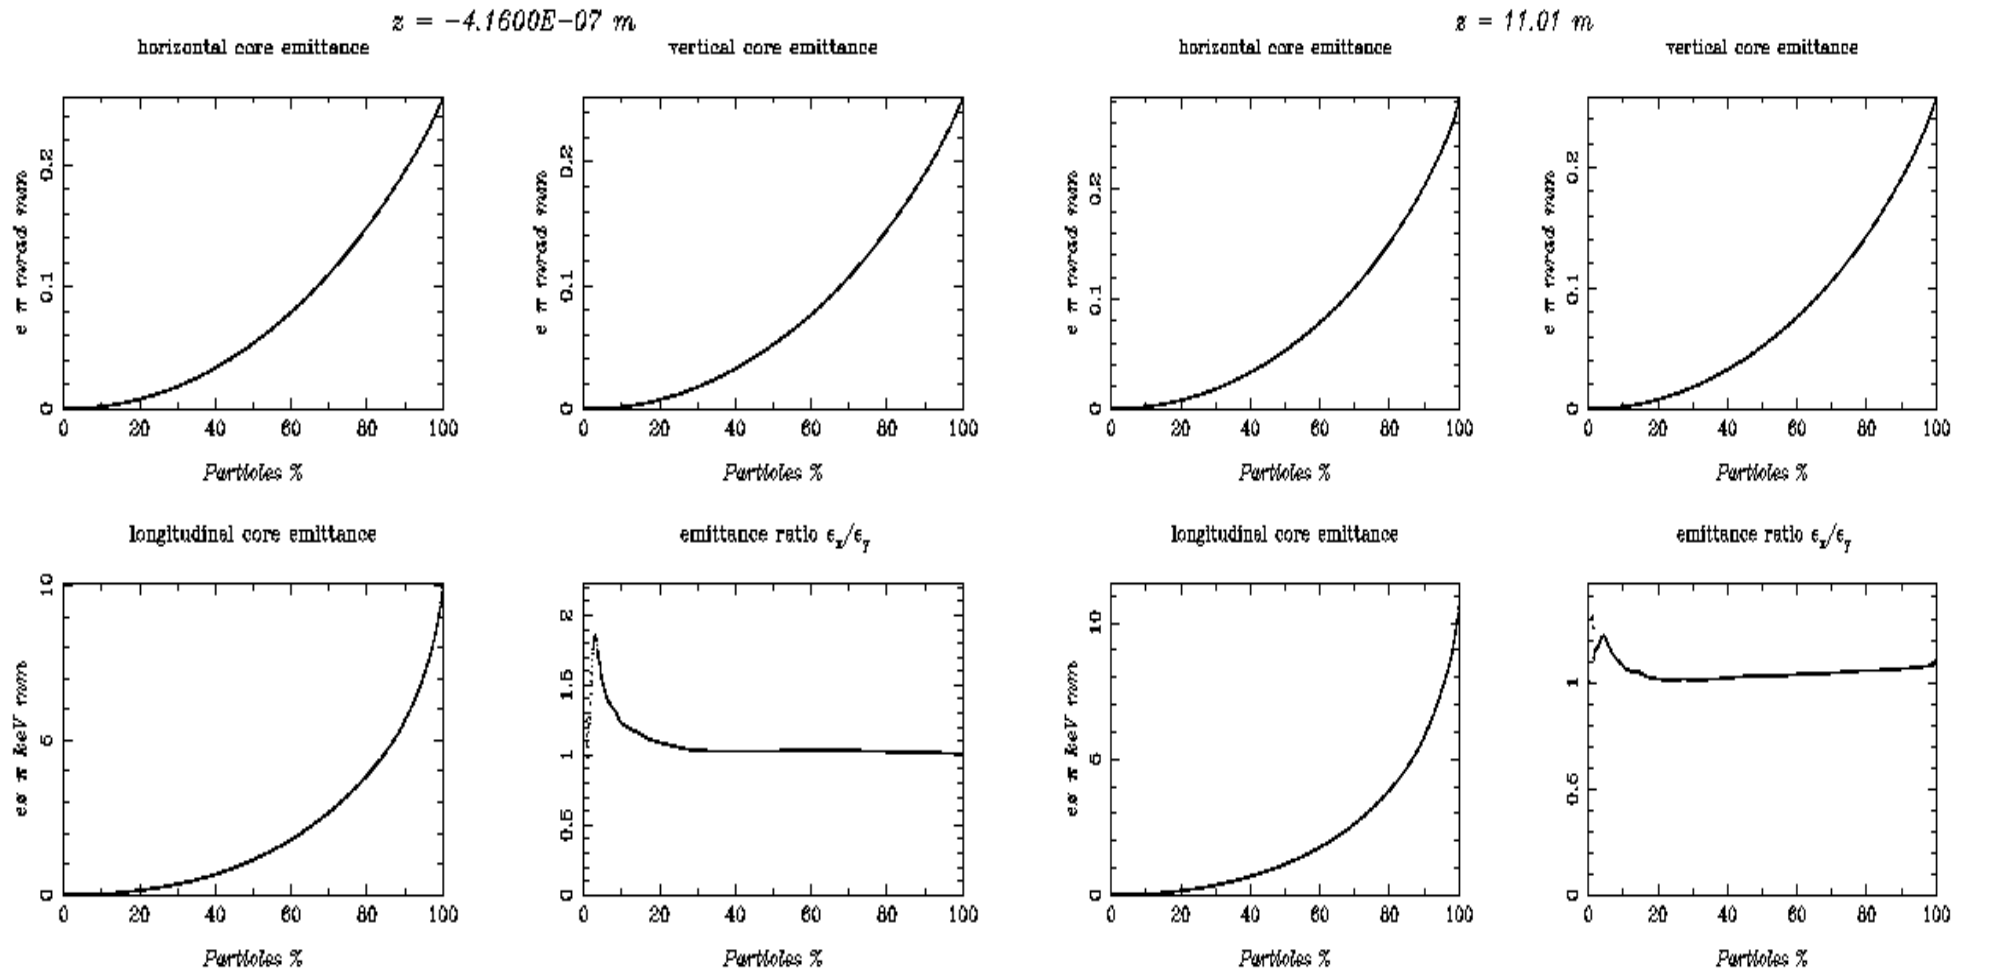 z = −4.1600E−07 m
z = 11.01 m
horizontal core emittance
vertical core emittance
horizontal core emittance
vertical core emittance
e π mrad mm
0 0.1 0.2
0 20 40 60 80 100
Particles %
e π mrad mm
0 0.1 0.2
0 20 40 60 80 100
Particles %
e π mrad mm
0 0.1 0.2
0 20 40 60 80 100
Particles %
e π mrad mm
0 0.1 0.2
0 20 40 60 80 100
Particles %
longitudinal core emittance
emittance ratio ϵx/ϵy
longitudinal core emittance
emittance ratio ϵx/ϵy
π keV mm
0 5 10
0 20 40 60 80 100
Particles %
0 0.5 1 1.5 2
0 20 40 60 80 100
Particles %
π keV mm
0 5 10
0 20 40 60 80 100
Particles %
0 0.5 1
0 20 40 60 80 100
Particles %